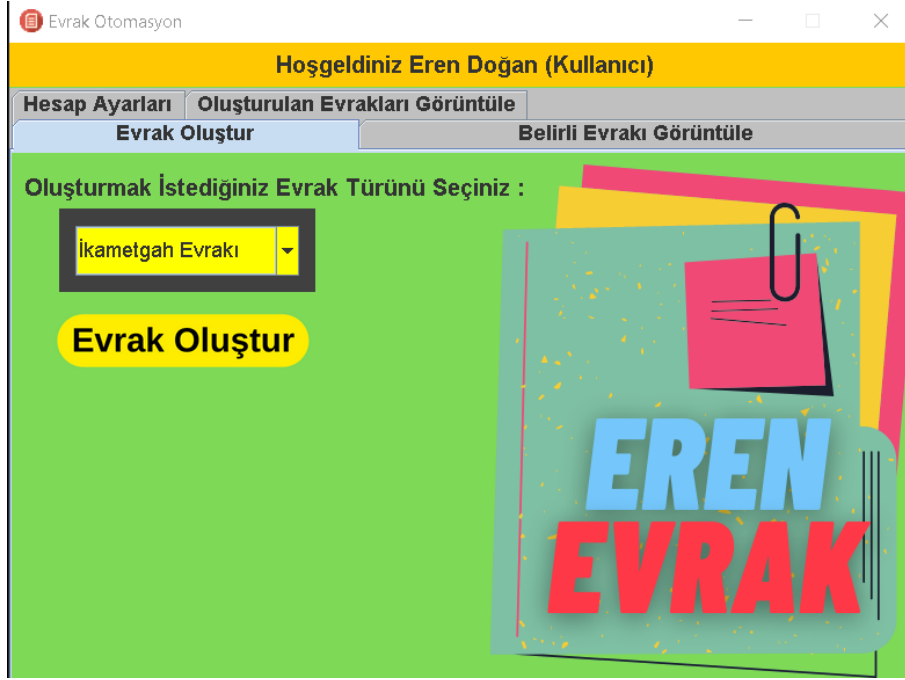 Evrak Otomasyon
Hoşgeldiniz Eren Doğan (Kullanıcı)
Hesap Ayarları Oluşturulan Evrakları Görüntüle
Evrak Oluştur Belirli Evrakı Görüntüle
Oluşturmak İstediğiniz Evrak Türünü Seçiniz :
İkametgah Evrakı
Evrak Oluştur
EREN
EVRAK